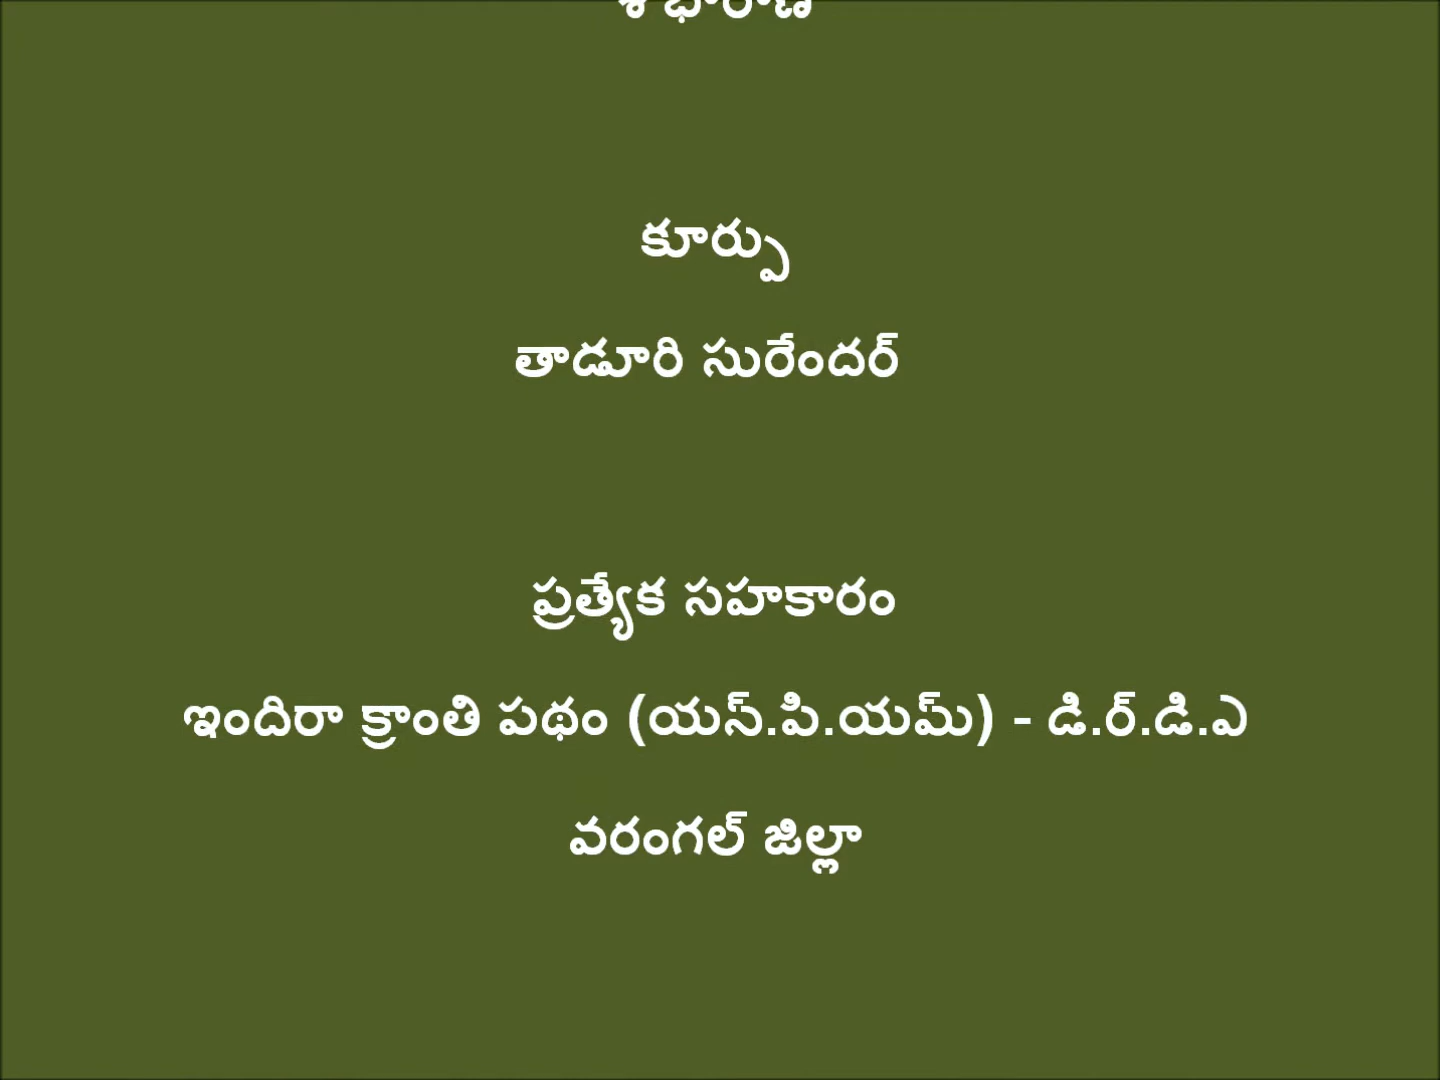 కూర్పు
తాడూరి సురేందర్
ప్రత్యేక సహకారం
ఇందిరా క్రాంతి పథం (యస్.పి.యమ్) - డి.ర్.డి.ఎ
వరంగల్ జిల్లా